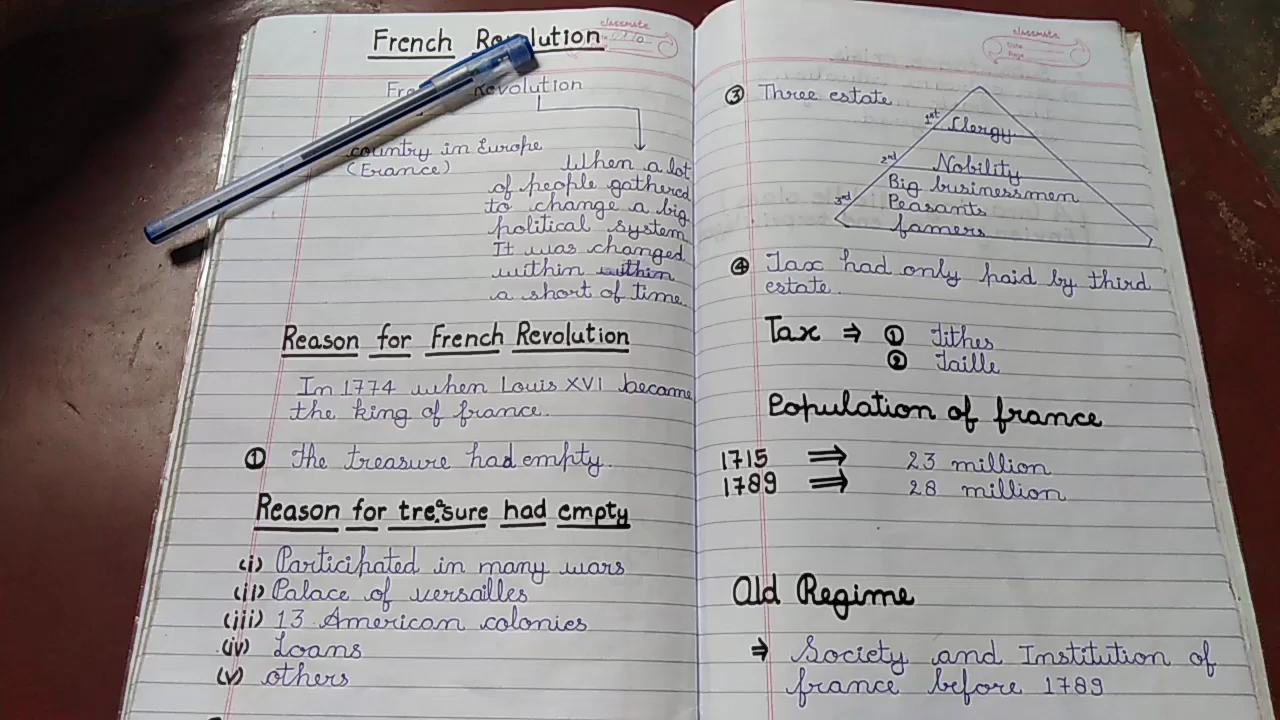 French Revolution
classmate
Revolution
country in Europe
(France)
When a lot
of people gathered
to change a big
political system
It was changed
within within
a short of time.
Reason for French Revolution
In 1774 when Louis XVI became
the king of france.
① The treasure had empty.
Reason for treasure had empty
(i) Participated in many wars
(ii) Palace of versailles
(iii) 13 American colonies
(iv) Loans
(v) others
classmate
Date
Page
③ Three estate
1st Clergy
2nd Nobility
Big businessmen
3rd Peasants
famers
④ Tax had only paid by third
estate.
Tax ⇒ ① Tithes
② Taille
Population of france
1715 ⇒ 23 million
1789 ⇒ 28 million
Old Regime
⇒ Society and Institution of
france before 1789